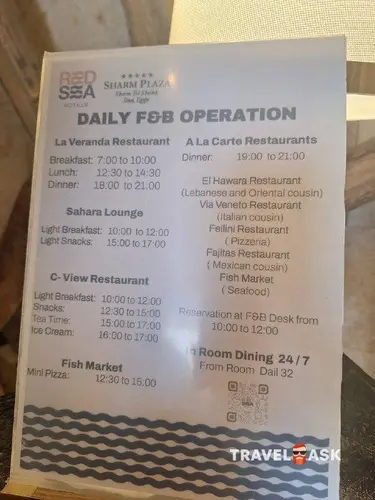 RED
SEA
HOTELS
★★★★★
SHARM PLAZA
Sharm El Sheikh
DAILY F&B OPERATION
La Veranda Restaurant
Breakfast: 7:00 to 10:00
Lunch: 12:30 to 14:30
Dinner: 18:00 to 21:00
Sahara Lounge
Light Breakfast: 10:00 to 12:00
Light Snacks: 15:00 to 17:00
C- View Restaurant
Light Breakfast: 10:00 to 12:00
Snacks: 12:30 to 15:00
Tea Time: 15:00 to 17:00
Ice Cream: 16:00 to 17:00
Fish Market
Mini Pizza: 12:30 to 15:00
A La Carte Restaurants
Dinner: 19:00 to 21:00
El Hawara Restaurant
(Lebanese and Oriental cousin)
Via Veneto Restaurant
(Italian cousin)
Fellini Restaurant
( Pizzeria)
Fajitas Restaurant
( Mexican cousin)
Fish Market
( Seafood)
Reservation at F&B Desk from
10:00 to 12:00
In Room Dining 24/7
From Room Dail 32
TRAVEL ASK